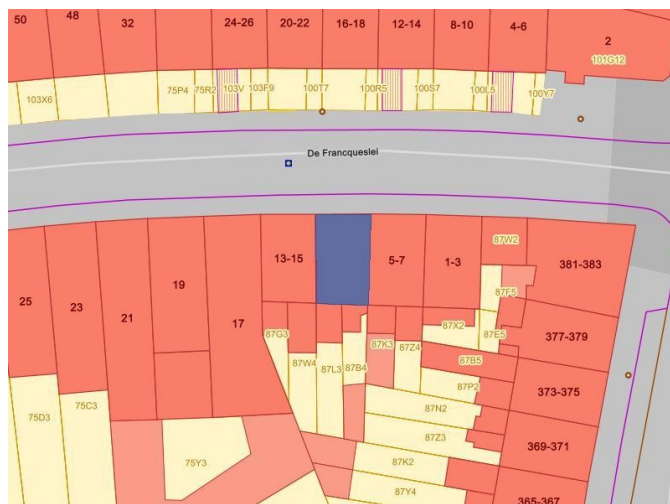 50
48
32
24-26
20-22
16-18
12-14
8-10
4-6
2
101G12
103X6
75P4
75R2
103V
103F9
100T7
100R5
100S7
100L5
100Y7
De Francqueslei
25
23
21
19
17
13-15
5-7
1-3
87W2
381-383
87F5
87G3
87W4
87L3
87B4
87K3
87Z4
87X2
87E5
377-379
87B5
87P2
373-375
75D3
75C3
87N2
87Z3
369-371
75Y3
87K2
87Y4
365-367